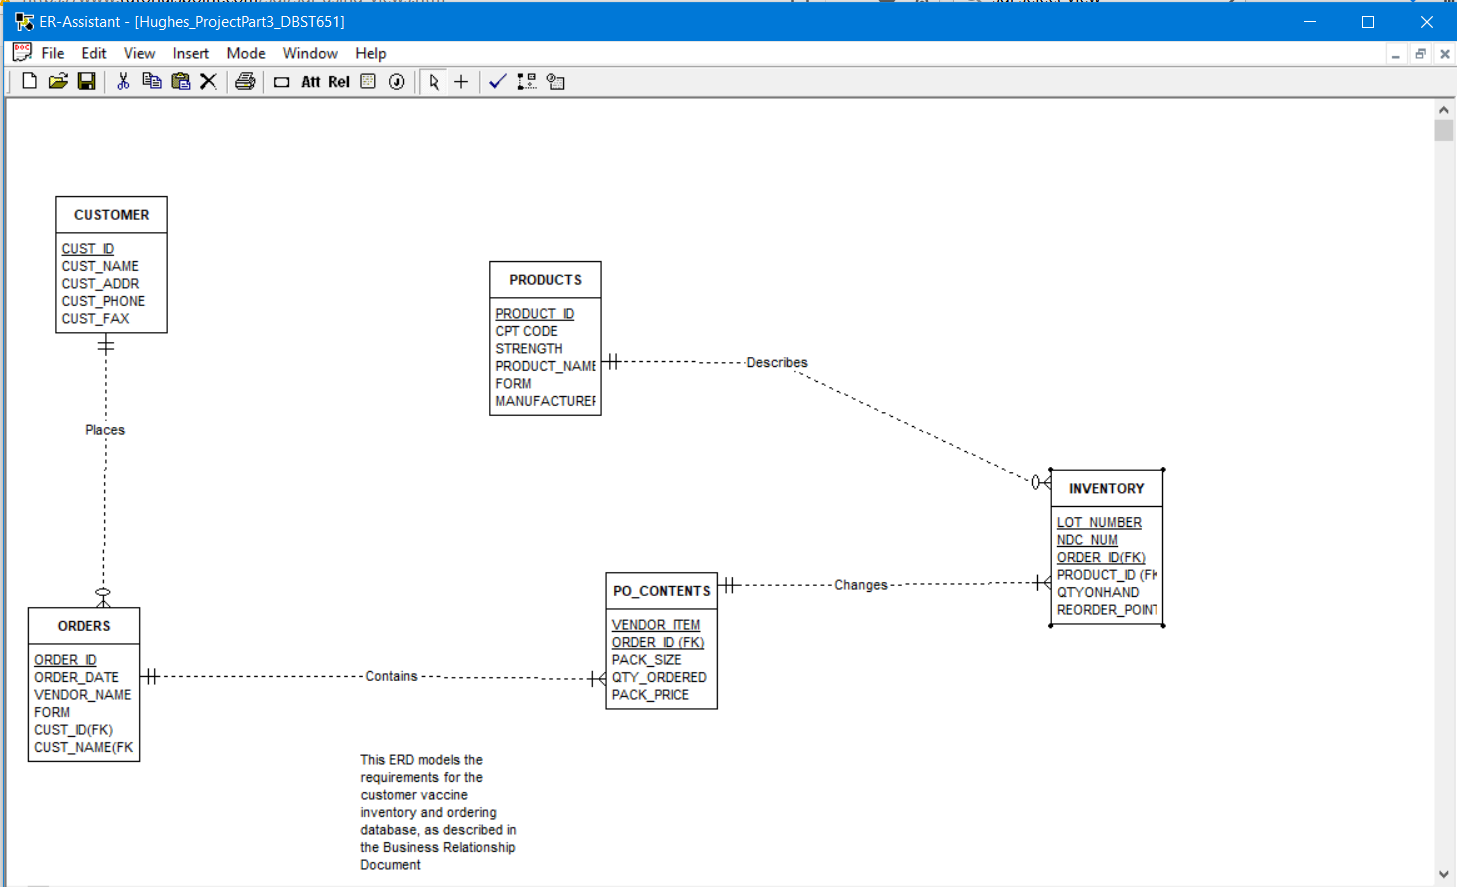 ER-Assistant - [Hughes_ProjectPart3_DBST651]
File Edit View Insert Mode Window Help
Att Rel
CUSTOMER
CUST_ID
CUST_NAME
CUST_ADDR
CUST_PHONE
CUST_FAX
PRODUCTS
PRODUCT_ID
CPT CODE
STRENGTH
PRODUCT_NAME
FORM
MANUFACTURER
Describes
Places
INVENTORY
LOT_NUMBER
NDC_NUM
ORDER_ID(FK)
PRODUCT_ID (FK
QTYONHAND
REORDER_POINT
PO_CONTENTS
VENDOR_ITEM
ORDER_ID (FK)
PACK_SIZE
QTY_ORDERED
PACK_PRICE
Changes
ORDERS
ORDER_ID
ORDER_DATE
VENDOR_NAME
FORM
CUST_ID(FK)
CUST_NAME(FK
Contains
This ERD models the
requirements for the
customer vaccine
inventory and ordering
database, as described in
the Business Relationship
Document